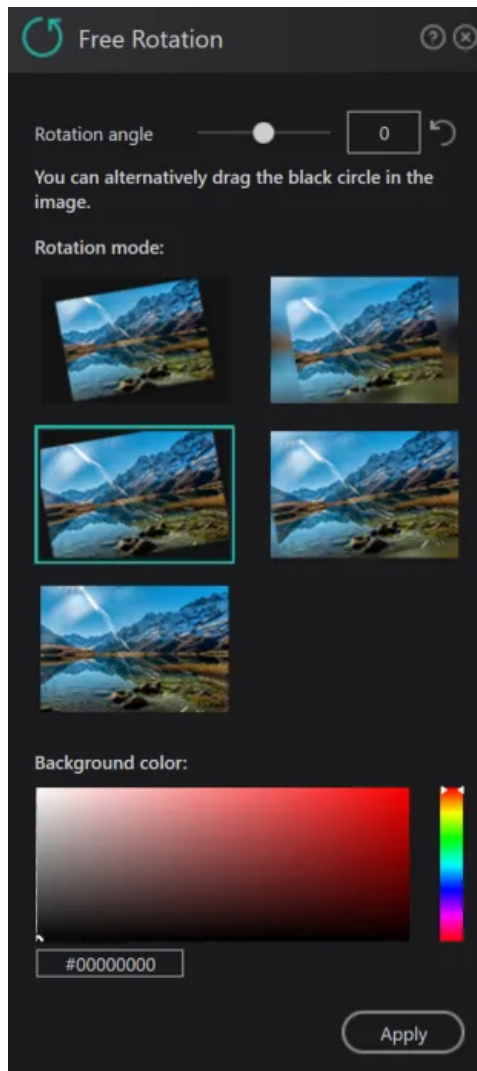 Free Rotation
Rotation angle 0
You can alternatively drag the black circle in the
image.
Rotation mode:
Background color:
#00000000
Apply